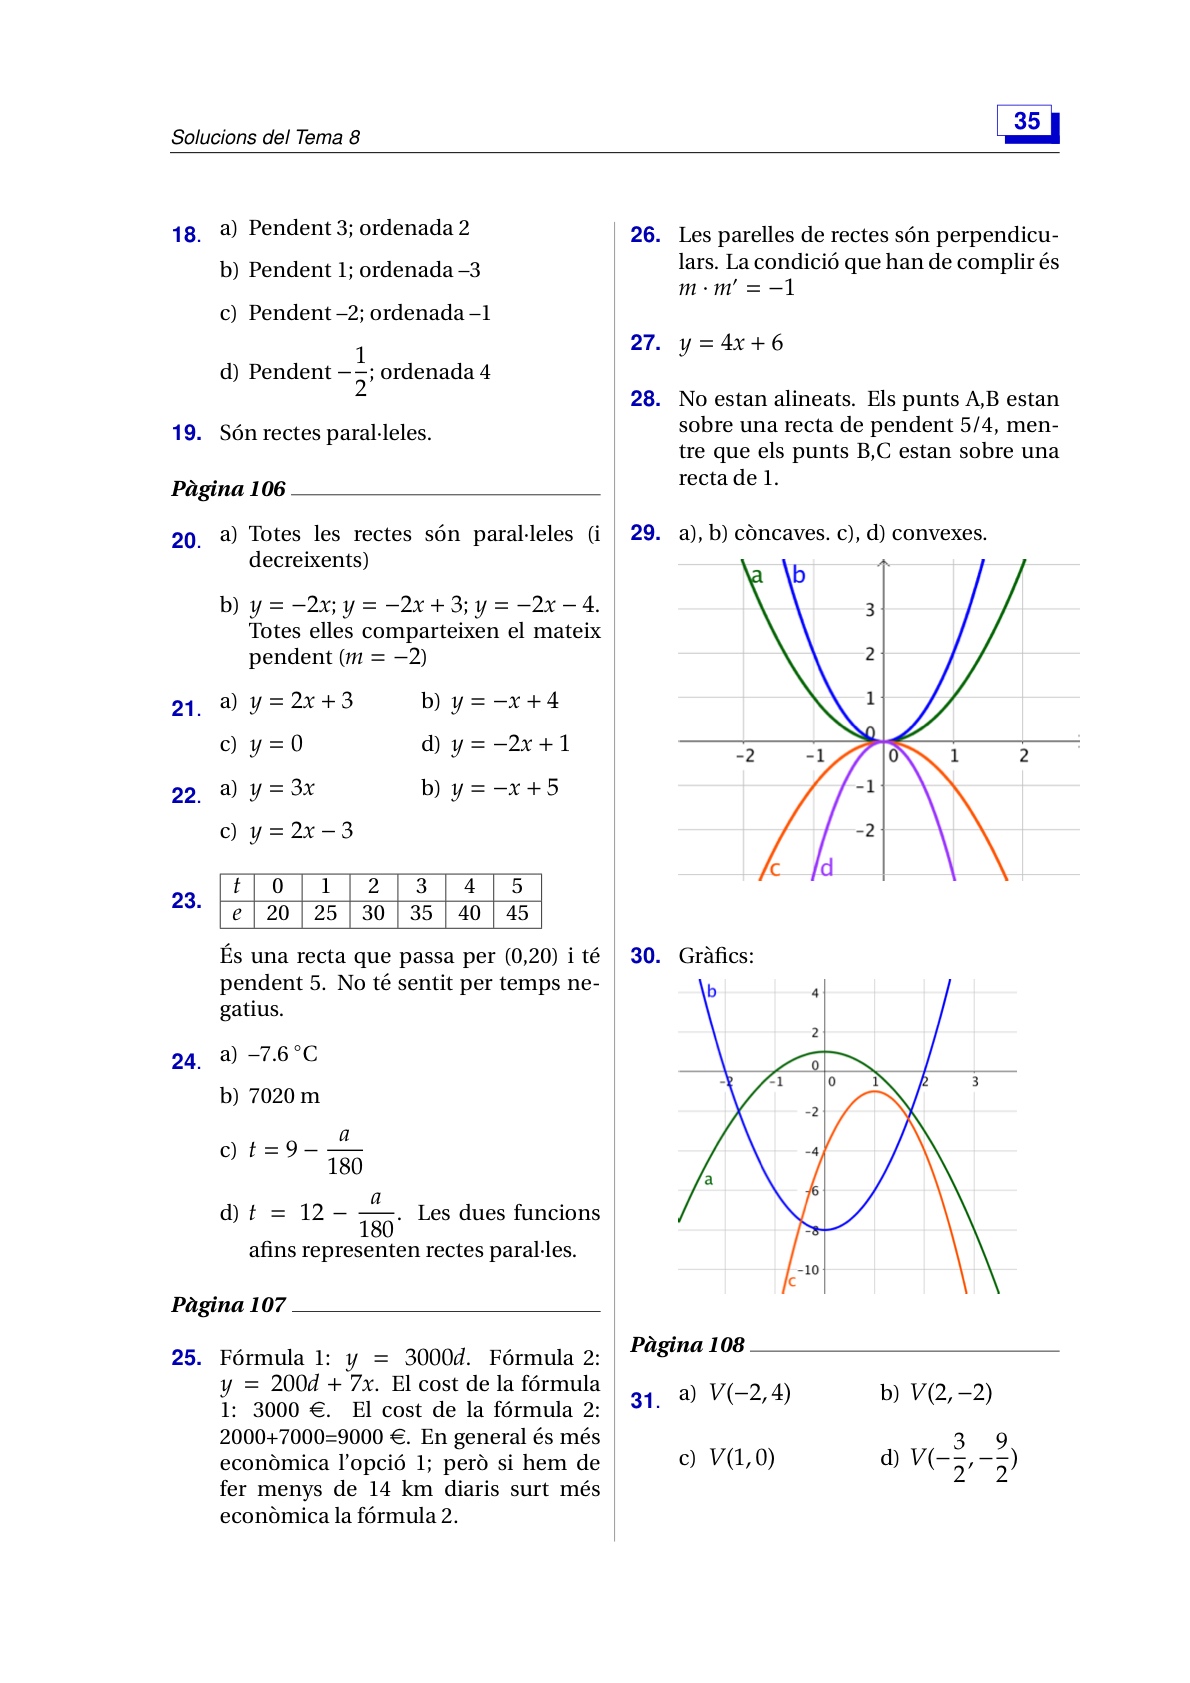 Solucions del Tema 8
35
18. a) Pendent 3; ordenada 2
b) Pendent 1; ordenada –3
c) Pendent –2; ordenada –1
d) Pendent −1/2; ordenada 4
19. Són rectes paral·leles.
Pàgina 106
20. a) Totes les rectes són paral·leles (i
decreixents)
b) y = −2x; y = −2x + 3; y = −2x − 4.
Totes elles comparteixen el mateix
pendent (m = −2)
21. a) y = 2x + 3 b) y = −x + 4
c) y = 0 d) y = −2x + 1
22. a) y = 3x b) y = −x + 5
c) y = 2x − 3
23. t 0 1 2 3 4 5
e 20 25 30 35 40 45
És una recta que passa per (0,20) i té
pendent 5. No té sentit per temps ne-
gatius.
24. a) –7.6 °C
b) 7020 m
c) t = 9 − a/180
d) t = 12 − a/180. Les dues funcions
afins representen rectes paral·les.
Pàgina 107
25. Fórmula 1: y = 3000d. Fórmula 2:
y = 200d + 7x. El cost de la fórmula
1: 3000 €. El cost de la fórmula 2:
2000+7000=9000 €. En general és més
econòmica l'opció 1; però si hem de
fer menys de 14 km diaris surt més
econòmica la fórmula 2.
26. Les parelles de rectes són perpendicu-
lars. La condició que han de complir és
m · m′ = −1
27. y = 4x + 6
28. No estan alineats. Els punts A,B estan
sobre una recta de pendent 5/4, men-
tre que els punts B,C estan sobre una
recta de 1.
29. a), b) còncaves. c), d) convexes.
a b
3
2
1
0
−2 −1 0 1 2
−1
−2
c d
30. Gràfics:
b 4
2
0
-2 -1 0 1 2 3
-2
-4
a
-6
-8
-10
c
Pàgina 108
31. a) V(−2, 4) b) V(2, −2)
c) V(1, 0) d) V(−3/2, −9/2)